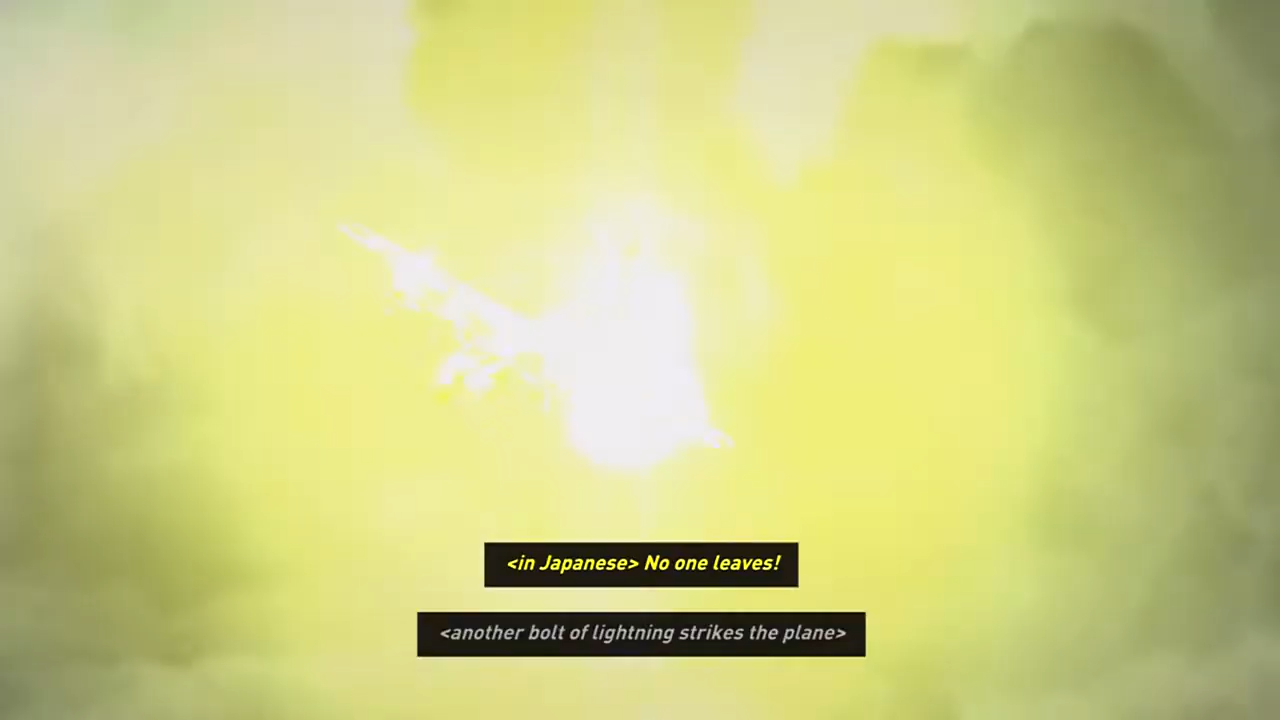 <in Japanese> No one leaves!
<another bolt of lightning strikes the plane>